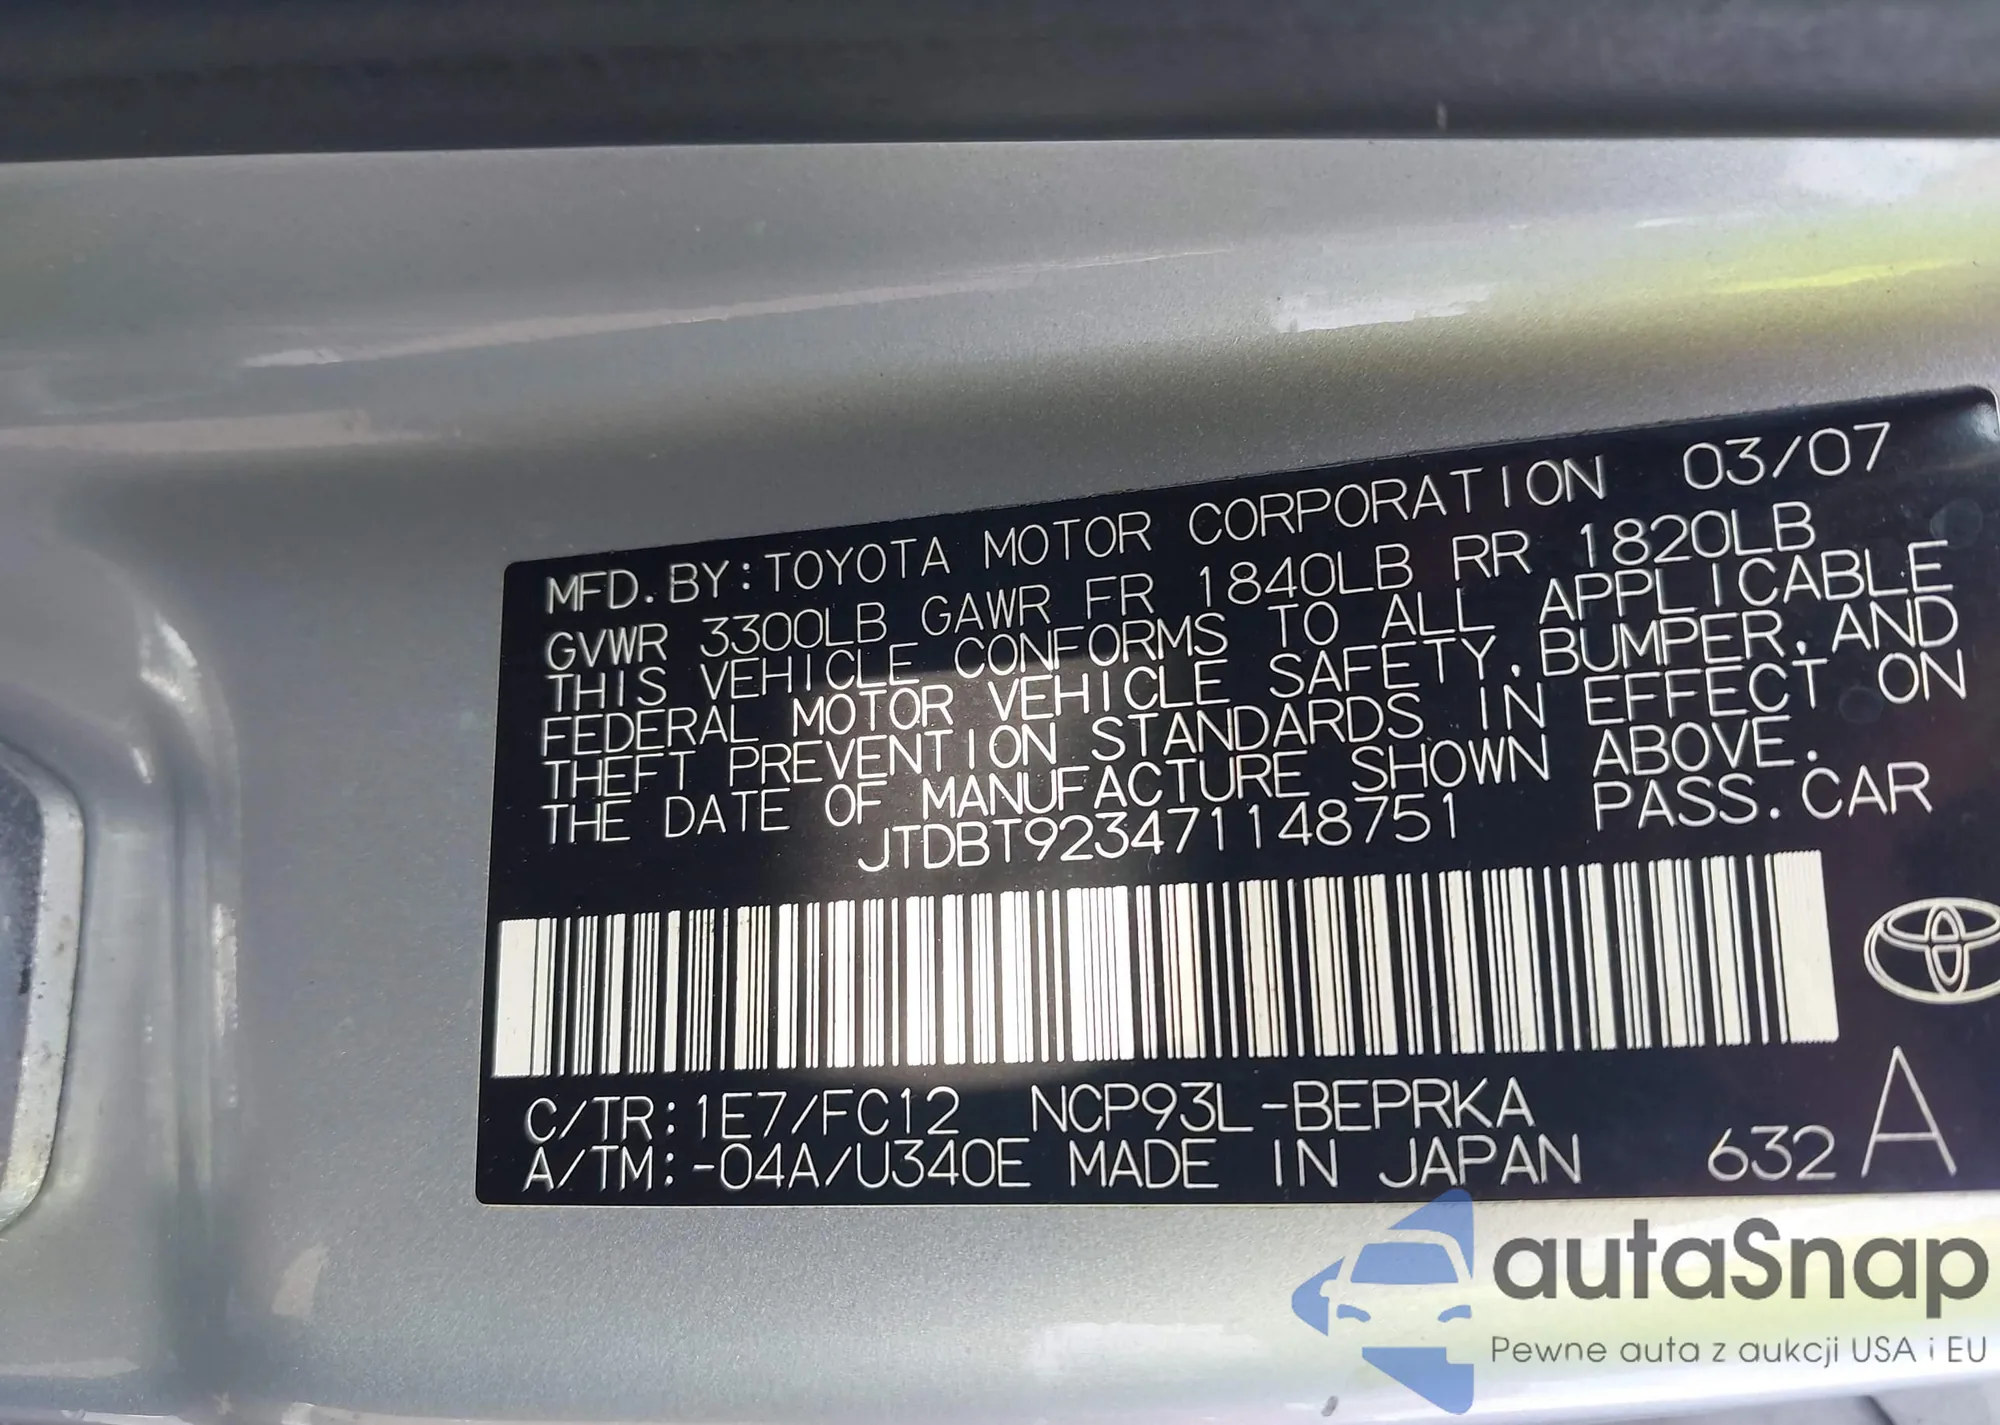 MFD. BY:TOYOTA MOTOR CORPORATION 03/07
GVWR 3300LB GAWR FR 1840LB RR 1820LB
THIS VEHICLE CONFORMS TO ALL APPLICABLE
FEDERAL MOTOR VEHICLE SAFETY, BUMPER, AND
THEFT PREVENTION STANDARDS IN EFFECT ON
THE DATE OF MANUFACTURE SHOWN ABOVE.
JTDBT923471148751 PASS. CAR
C/TR: 1E7/FC12 NCP93L-BEPRKA
A/TM: -04A/U340E MADE IN JAPAN 632 A
autaSnap
Pewne auta z aukcji USA i EU